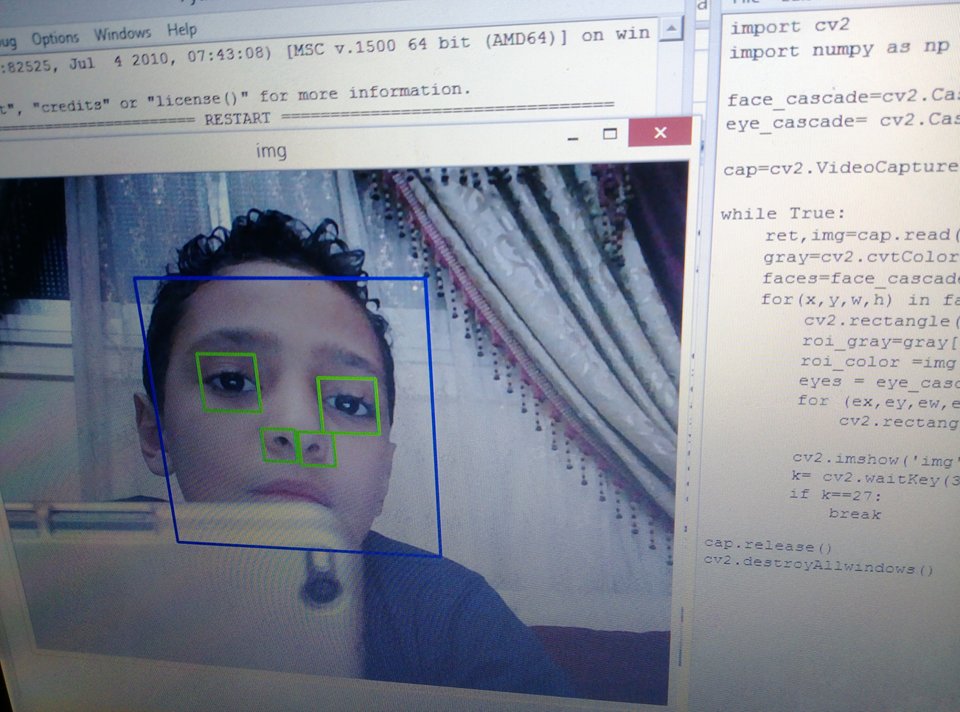 Options Windows Help
:82525, Jul 4 2010, 07:43:08) [MSC v.1500 64 bit (AMD64)] on win
t", "credits" or "license()" for more information.
==================== RESTART ================================
img
import cv2
import numpy as np
face_cascade=cv2.Cas
eye_cascade= cv2.Cas
cap=cv2.VideoCapture
while True:
ret,img=cap.read(
gray=cv2.cvtColor
faces=face_cascade
for(x,y,w,h) in fa
cv2.rectangle(
roi_gray=gray[
roi_color =img
eyes = eye_casc
for (ex,ey,ew,e
cv2.rectang
cv2.imshow('img'
k= cv2.waitKey(3
if k==27:
break
cap.release()
cv2.destroyAllwindows()